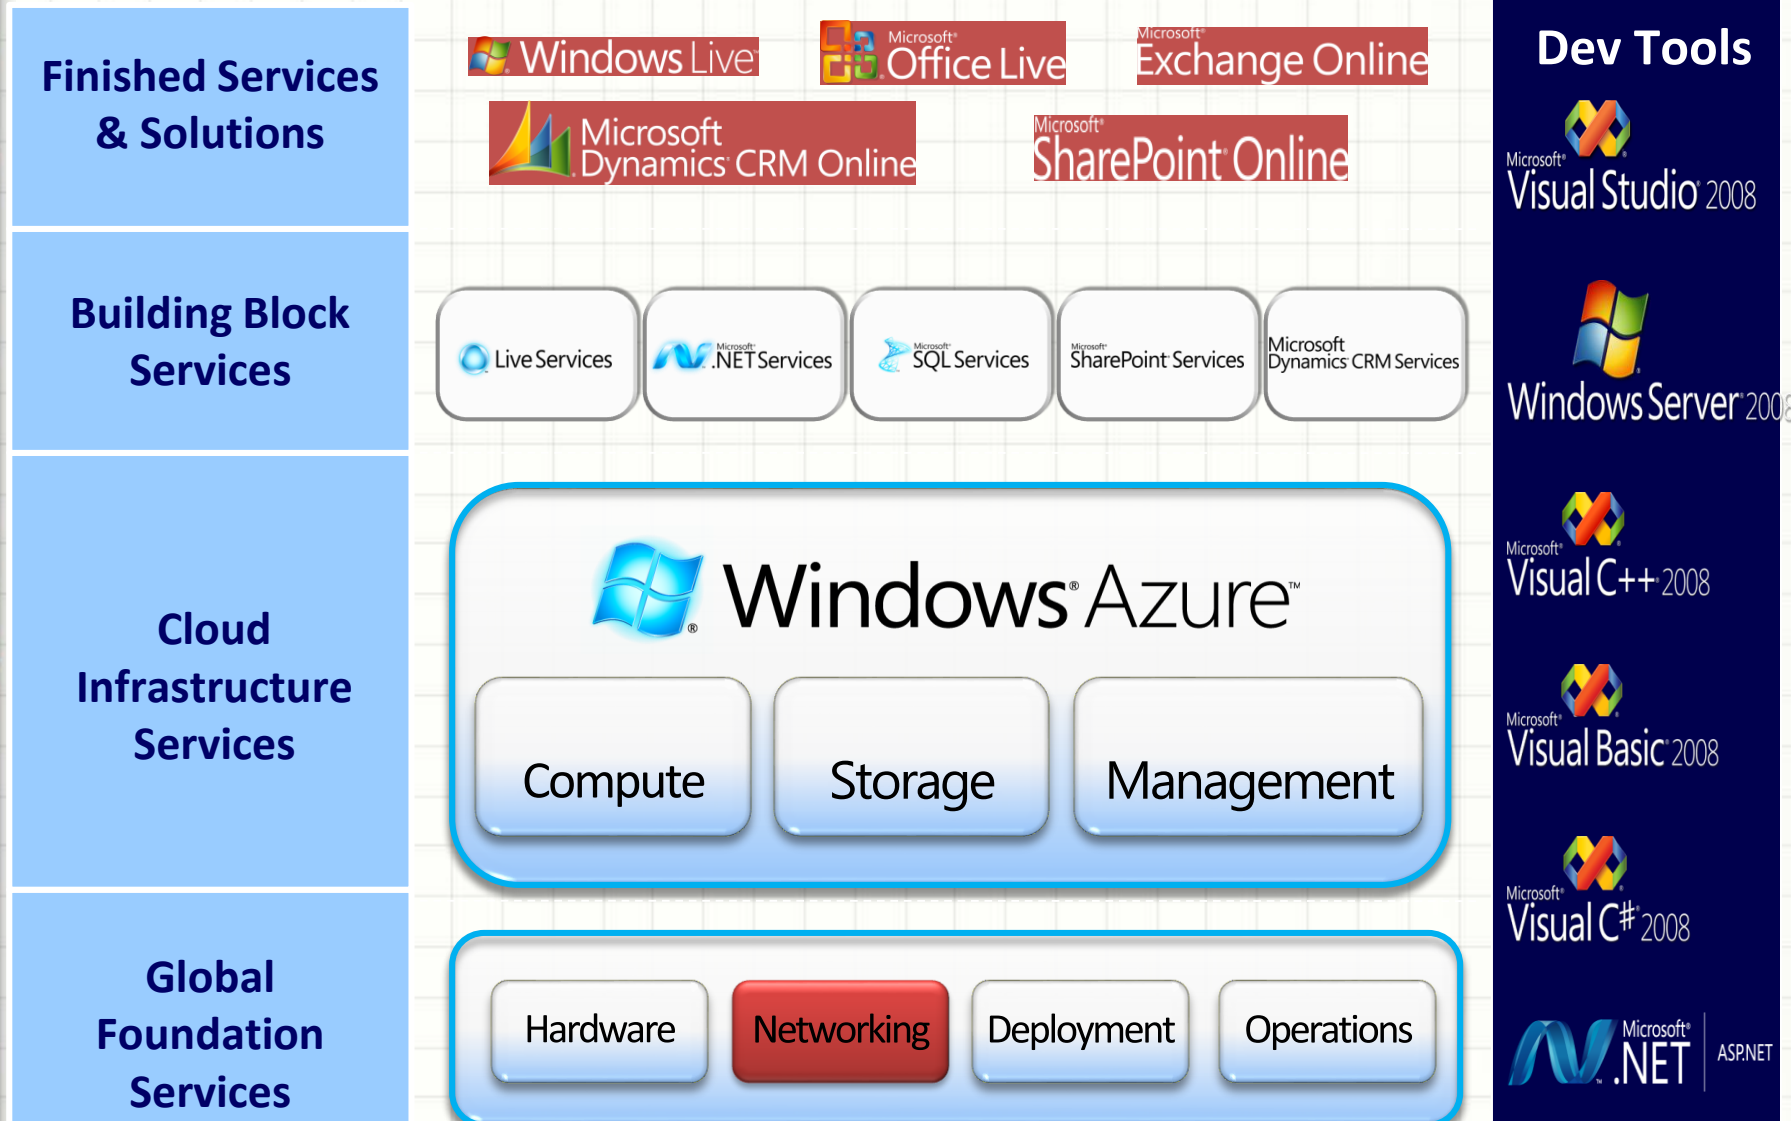 Finished Services
& Solutions
Windows Live™
Microsoft®
Office Live
Microsoft®
Exchange Online
Microsoft
Dynamics® CRM Online
Microsoft®
SharePoint® Online
Building Block
Services
Live Services
Microsoft®
.NET Services
Microsoft®
SQL Services
Microsoft®
SharePoint® Services
Microsoft
Dynamics® CRM Services
Cloud
Infrastructure
Services
Windows® Azure™
Compute
Storage
Management
Global
Foundation
Services
Hardware
Networking
Deployment
Operations
Dev Tools
Microsoft®
Visual Studio® 2008
Windows Server® 2008
Microsoft®
Visual C++® 2008
Microsoft®
Visual Basic® 2008
Microsoft®
Visual C#® 2008
Microsoft®
.NET
ASP.NET